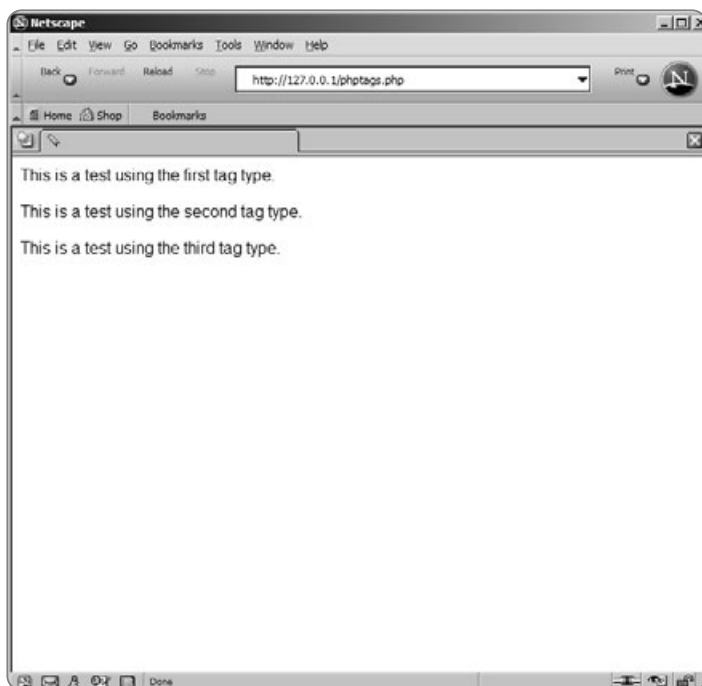 Netscape
File Edit View Go Bookmarks Tools Window Help
Back Forward Reload Stop http://127.0.0.1/phptags.php Print N
Home Shop Bookmarks
This is a test using the first tag type.
This is a test using the second tag type.
This is a test using the third tag type.
Done